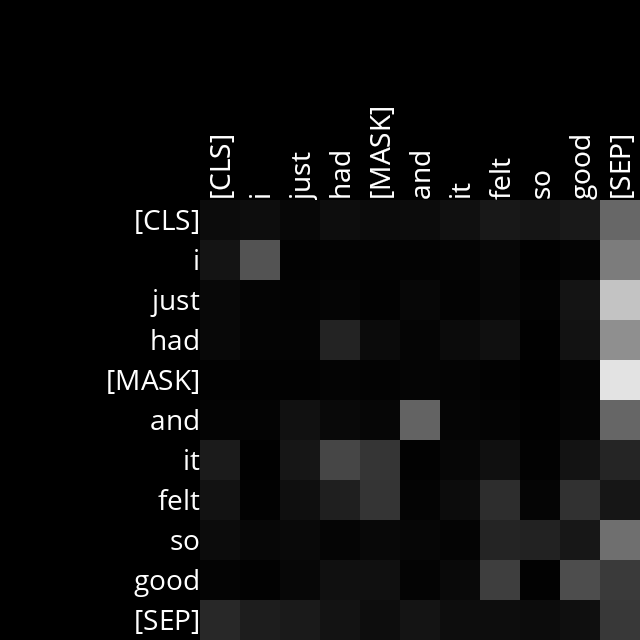 [CLS] i just had [MASK] and it felt so good [SEP]
[CLS]
i
just
had
[MASK]
and
it
felt
so
good
[SEP]